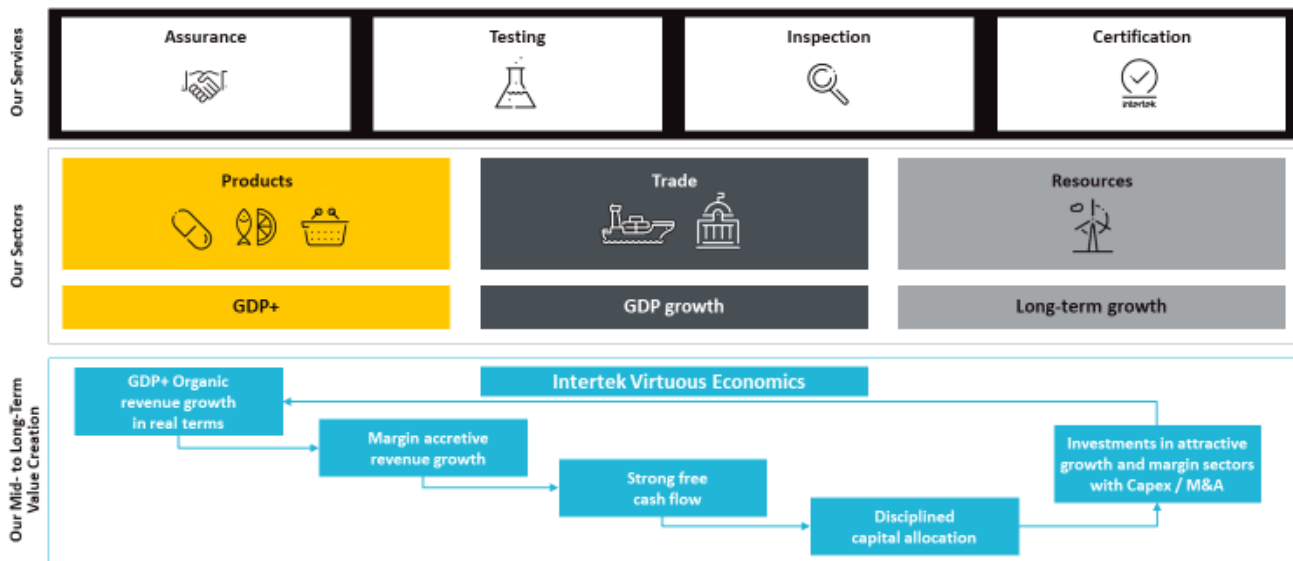 Our Services
Assurance
Testing
Inspection
Certification
intertek
Our Sectors
Products
Trade
Resources
GDP+
GDP growth
Long-term growth
Our Mid- to Long-Term
Value Creation
Intertek Virtuous Economics
GDP+ Organic
revenue growth
in real terms
Margin accretive
revenue growth
Strong free
cash flow
Disciplined
capital allocation
Investments in attractive
growth and margin sectors
with Capex / M&A